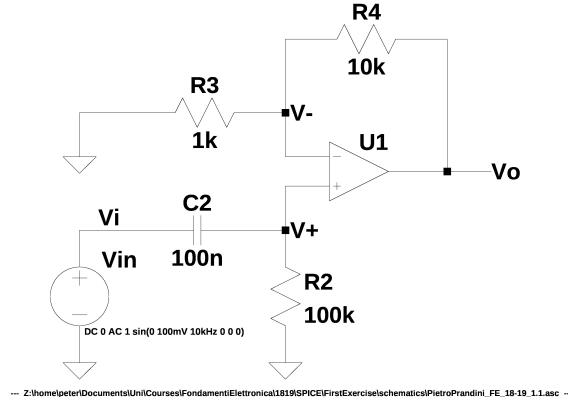 R4
10k
R3
V-
1k
U1
Vo
C2
Vi
V+
100n
Vin
R2
100k
DC 0 AC 1 sin(0 100mV 10kHz 0 0 0)
--- Z:\home\peter\Documents\Uni\Courses\FondamentiElettronica\1819\SPICE\FirstExercise\schematics\PietroPrandini_FE_18-19_1.1.asc --